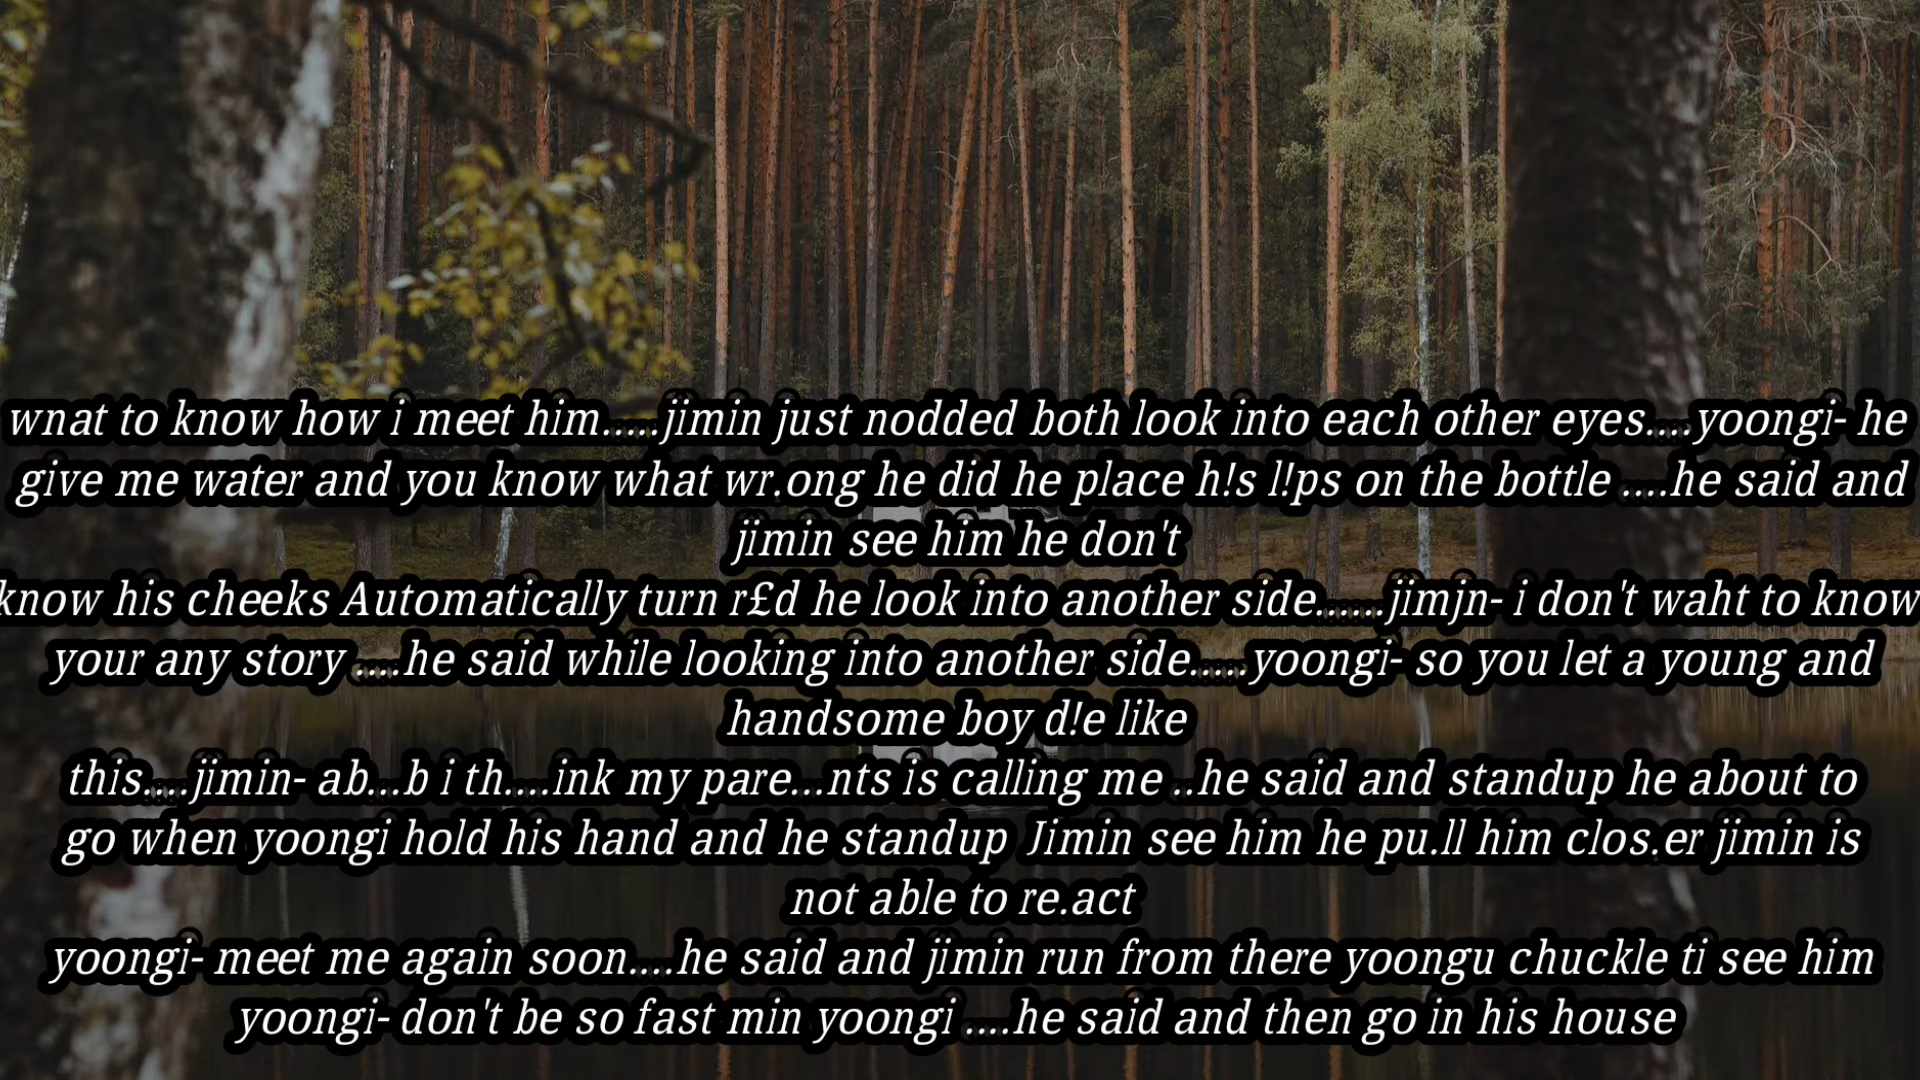 wnat to know how i meet him.....jimin just nodded both look into each other eyes....yoongi- he
give me water and you know what wr.ong he did he place h!s l!ps on the bottle ....he said and
jimin see him he don't
know his cheeks Automatically turn r£d he look into another side.......jimjn- i don't waht to know
your any story ....he said while looking into another side.....yoongi- so you let a young and
handsome boy d!e like
this....jimin- ab...b i th....ink my pare...nts is calling me ..he said and standup he about to
go when yoongi hold his hand and he standup  Jimin see him he pu.ll him clos.er jimin is
not able to re.act
yoongi- meet me again soon....he said and jimin run from there yoongu chuckle ti see him
yoongi- don't be so fast min yoongi ....he said and then go in his house